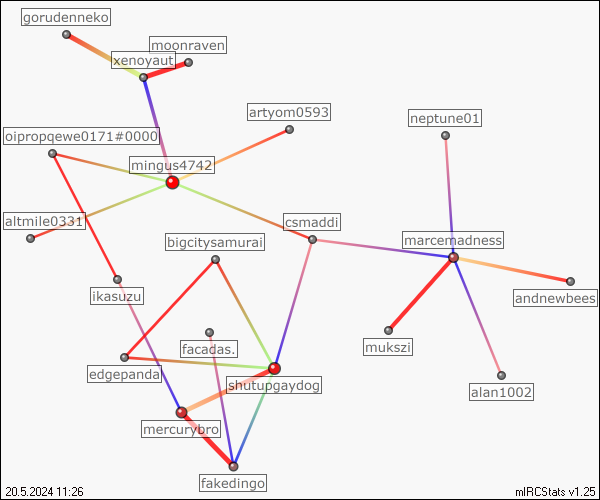 gorudenneko
moonraven
xenoyaut
artyom0593
neptune01
oipropqewe0171#0000
mingus4742
altmile0331
csmaddi
bigcitysamurai
marcemadness
ikasuzu
andnewbees
facadas.
mukszi
edgepanda
shutupgaydog
alan1002
mercurybro
fakedingo
20.5.2024 11:26
mIRCStats v1.25